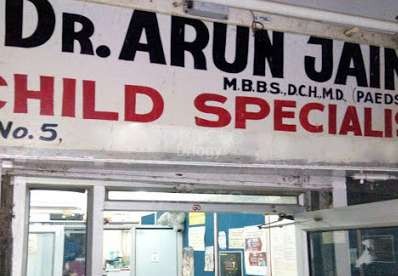 DR. ARUN JAIN
M.B.B.S., D.C.H., M.D. (PAEDS
CHILD SPECIALIS
No. 5,